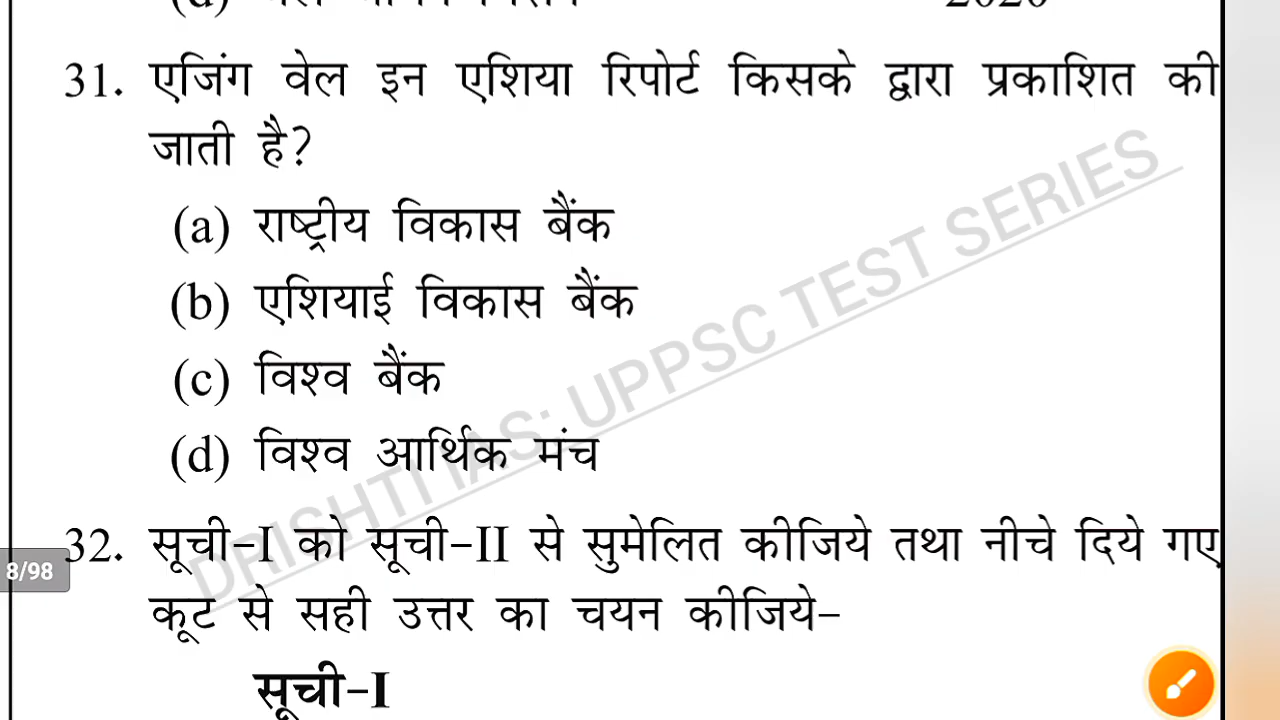 31. एजिंग वेल इन एशिया रिपोर्ट किसके द्वारा प्रकाशित की
जाती है?
(a) राष्ट्रीय विकास बैंक
(b) एशियाई विकास बैंक
(c) विश्व बैंक
(d) विश्व आर्थिक मंच
DRISHTI IAS: UPPSC TEST SERIES
32. सूची-I को सूची-II से सुमेलित कीजिये तथा नीचे दिये गए
8/98
कूट से सही उत्तर का चयन कीजिये–
सूची-I